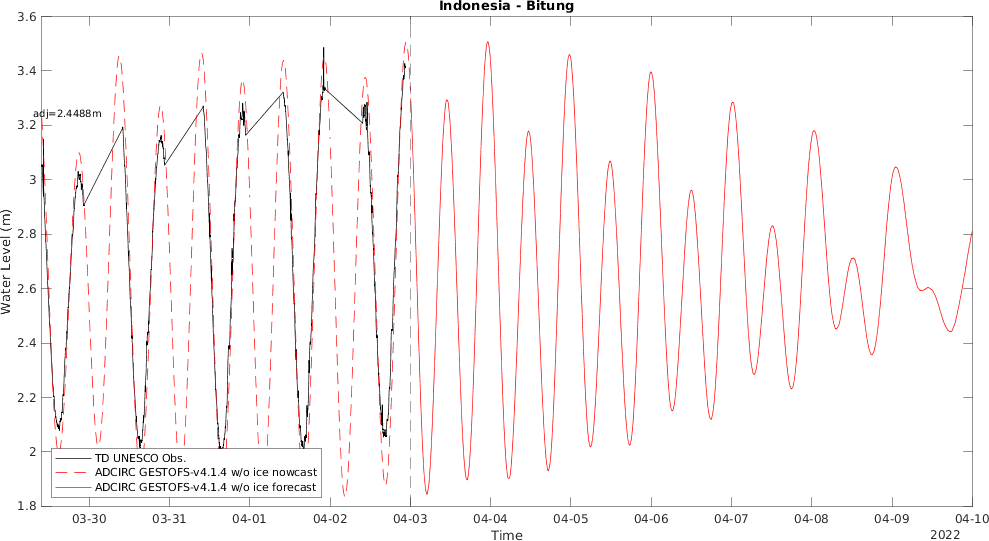 Indonesia - Bitung
3.6
3.4
3.2
3
2.8
2.6
2.4
2.2
2
1.8
Water Level (m)
adj=2.4488m
TD UNESCO Obs.
ADCIRC GESTOFS-v4.1.4 w/o ice nowcast
ADCIRC GESTOFS-v4.1.4 w/o ice forecast
03-30 03-31 04-01 04-02 04-03 04-04 04-05 04-06 04-07 04-08 04-09 04-10
Time
2022